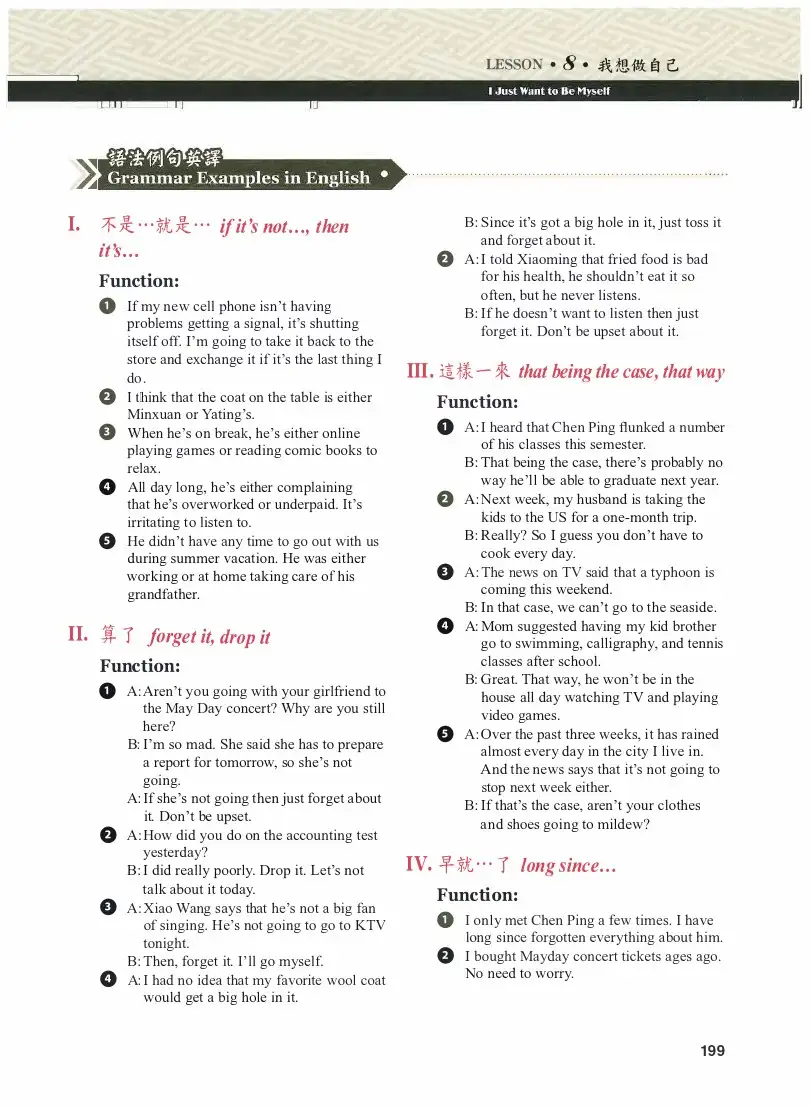 LESSON • 8 • 我想做自己
I Just Want to Be Myself
語法例句英譯
Grammar Examples in English
I. 不是…就是… if it's not…, then
it's…
Function:
1 If my new cell phone isn't having
problems getting a signal, it's shutting
itself off. I'm going to take it back to the
store and exchange it if it's the last thing I
do.
2 I think that the coat on the table is either
Minxuan or Yating's.
3 When he's on break, he's either online
playing games or reading comic books to
relax.
4 All day long, he's either complaining
that he's overworked or underpaid. It's
irritating to listen to.
5 He didn't have any time to go out with us
during summer vacation. He was either
working or at home taking care of his
grandfather.
II. 算了 forget it, drop it
Function:
1 A: Aren't you going with your girlfriend to
the May Day concert? Why are you still
here?
B: I'm so mad. She said she has to prepare
a report for tomorrow, so she's not
going.
A: If she's not going then just forget about
it. Don't be upset.
2 A: How did you do on the accounting test
yesterday?
B: I did really poorly. Drop it. Let's not
talk about it today.
3 A: Xiao Wang says that he's not a big fan
of singing. He's not going to go to KTV
tonight.
B: Then, forget it. I'll go myself.
4 A: I had no idea that my favorite wool coat
would get a big hole in it.
B: Since it's got a big hole in it, just toss it
and forget about it.
2 A: I told Xiaoming that fried food is bad
for his health, he shouldn't eat it so
often, but he never listens.
B: If he doesn't want to listen then just
forget it. Don't be upset about it.
III. 這樣一來 that being the case, that way
Function:
1 A: I heard that Chen Ping flunked a number
of his classes this semester.
B: That being the case, there's probably no
way he'll be able to graduate next year.
2 A: Next week, my husband is taking the
kids to the US for a one-month trip.
B: Really? So I guess you don't have to
cook every day.
3 A: The news on TV said that a typhoon is
coming this weekend.
B: In that case, we can't go to the seaside.
4 A: Mom suggested having my kid brother
go to swimming, calligraphy, and tennis
classes after school.
B: Great. That way, he won't be in the
house all day watching TV and playing
video games.
5 A: Over the past three weeks, it has rained
almost every day in the city I live in.
And the news says that it's not going to
stop next week either.
B: If that's the case, aren't your clothes
and shoes going to mildew?
IV. 早就…了 long since…
Function:
1 I only met Chen Ping a few times. I have
long since forgotten everything about him.
2 I bought Mayday concert tickets ages ago.
No need to worry.
199